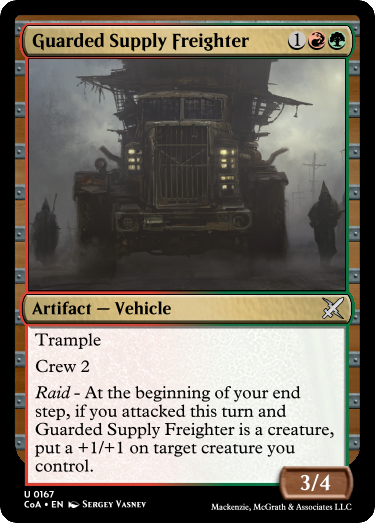 Guarded Supply Freighter 1
Artifact — Vehicle
Trample
Crew 2
Raid - At the beginning of your end
step, if you attacked this turn and
Guarded Supply Freighter is a creature,
put a +1/+1 on target creature you
control.
3/4
U 0167
CoA • EN Sergey Vasnev
Mackenzie, McGrath & Associates LLC